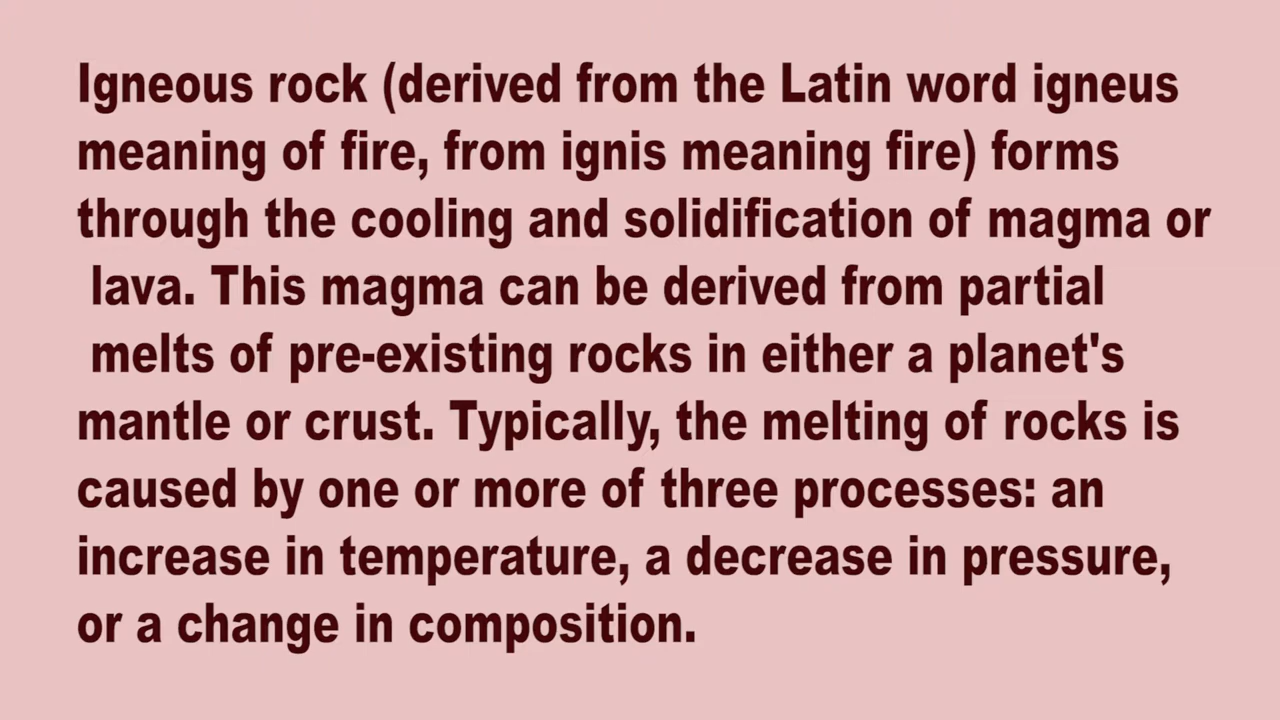 Igneous rock (derived from the Latin word igneus
meaning of fire, from ignis meaning fire) forms
through the cooling and solidification of magma or
lava. This magma can be derived from partial
melts of pre-existing rocks in either a planet's
mantle or crust. Typically, the melting of rocks is
caused by one or more of three processes: an
increase in temperature, a decrease in pressure,
or a change in composition.